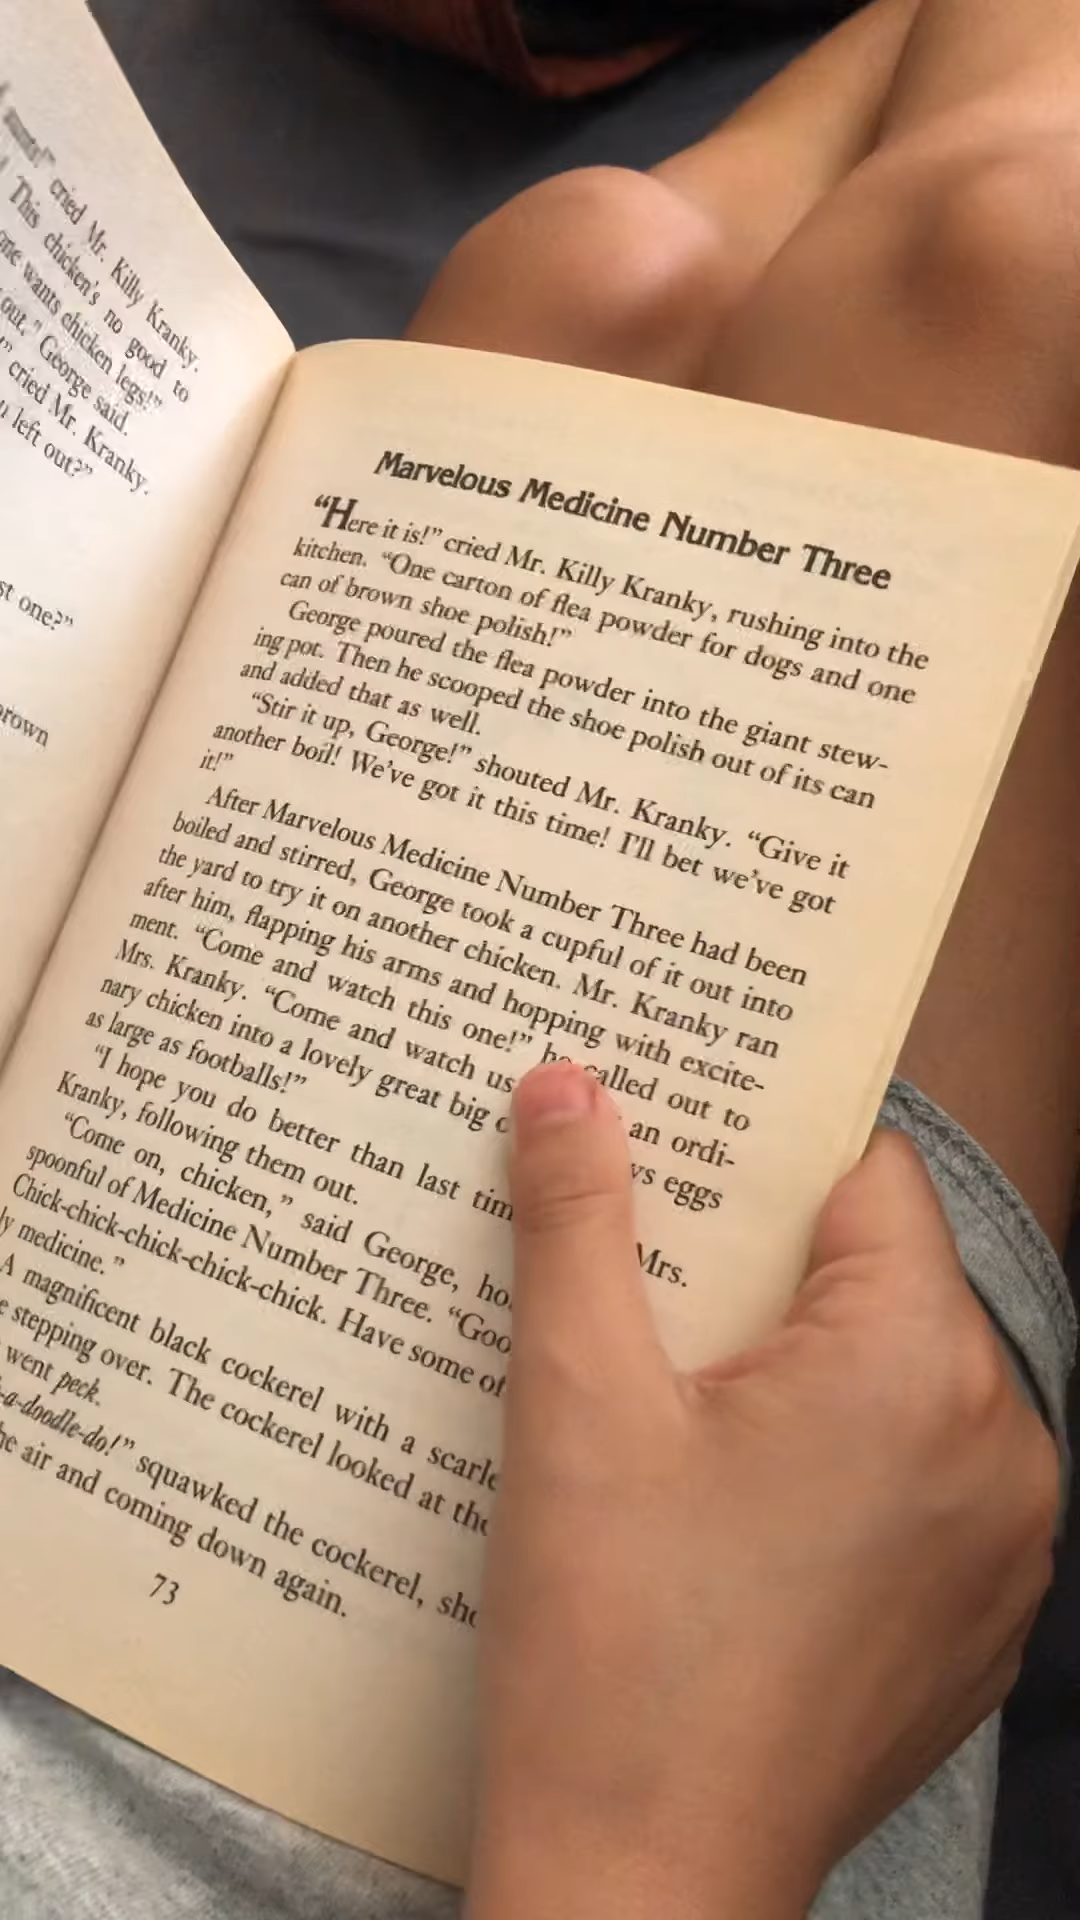 cried Mr. Killy Kranky.
This chicken's no good to
one wants chicken legs!"
out," George said.
cried Mr. Kranky.
left out?"
one?"
Marvelous Medicine Number Three
"Here it is!" cried Mr. Killy Kranky, rushing into the
kitchen. "One carton of flea powder for dogs and one
can of brown shoe polish!"
George poured the flea powder into the giant stew-
ing pot. Then he scooped the shoe polish out of its can
and added that as well.
"Stir it up, George!" shouted Mr. Kranky. "Give it
another boil! We've got it this time! I'll bet we've got
it!"
After Marvelous Medicine Number Three had been
boiled and stirred, George took a cupful of it out into
the yard to try it on another chicken. Mr. Kranky ran
after him, flapping his arms and hopping with excite-
ment. "Come and watch this one!" he called out to
Mrs. Kranky. "Come and watch us an ordi-
nary chicken into a lovely great big eggs
as large as footballs!"
"I hope you do better than last Mrs.
Kranky, following them out.
"Come on, chicken," said George,
spoonful of Medicine Number Three.
Chick-chick-chick-chick-chick. Have some of
medicine."
A magnificent black cockerel with a
stepping over. The cockerel looked at
went peck.
-a-doodle-do!" squawked the cockerel,
air and coming down again.
73